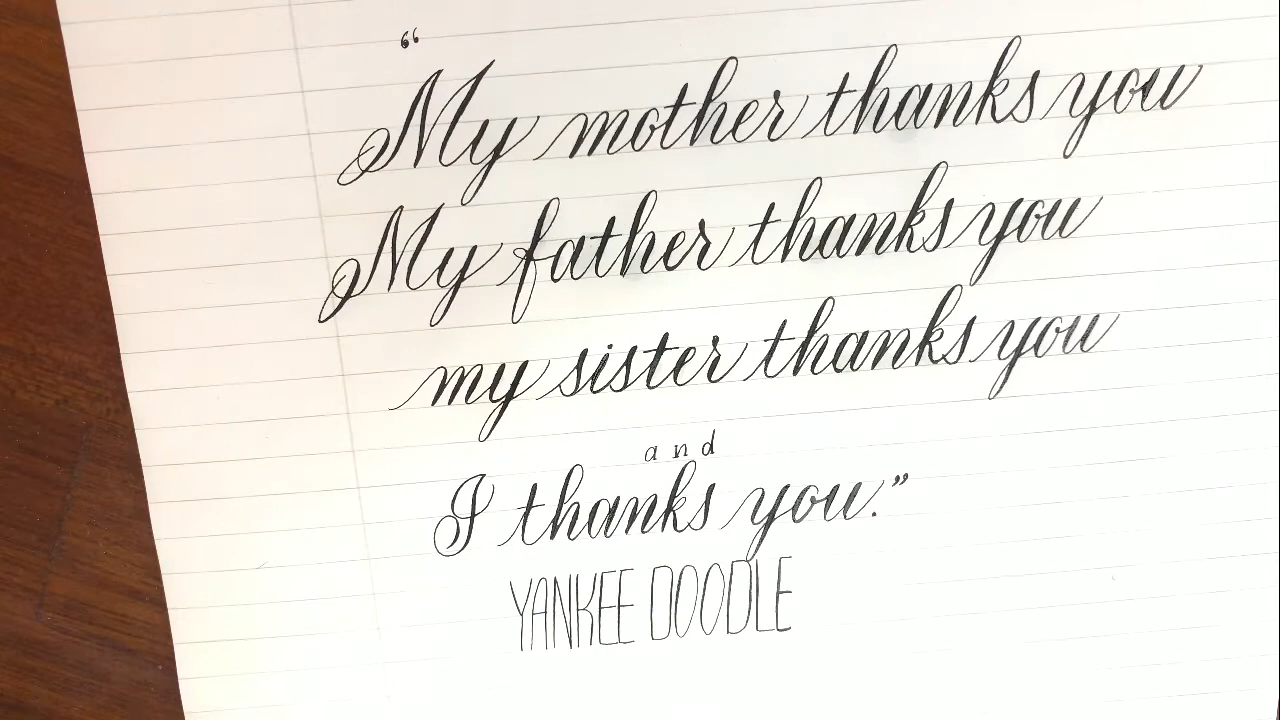 “
My mother thanks you
My father thanks you
my sister thanks you
and
I thanks you.”
YANKEE DOODLE